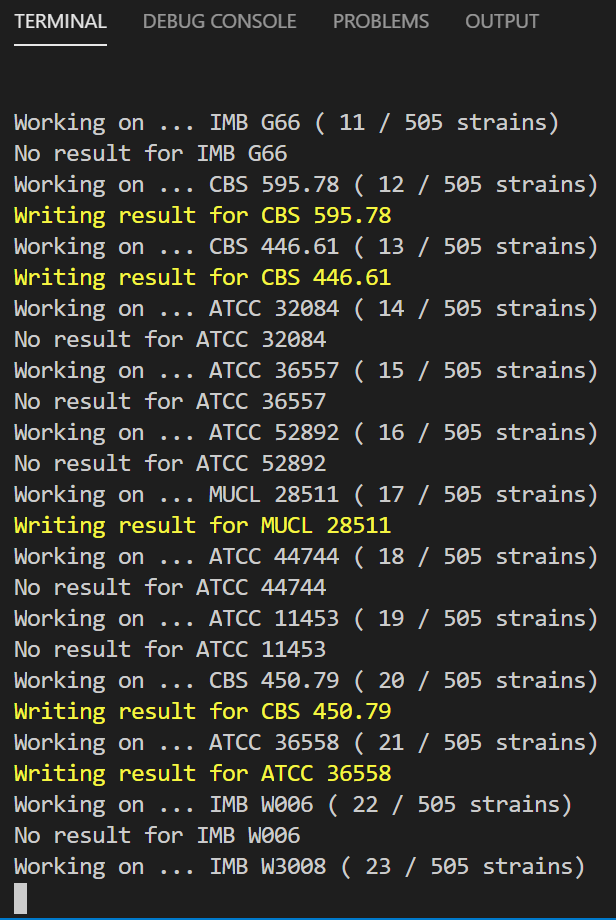 TERMINAL DEBUG CONSOLE PROBLEMS OUTPUT
Working on ... IMB G66 ( 11 / 505 strains)
No result for IMB G66
Working on ... CBS 595.78 ( 12 / 505 strains)
Writing result for CBS 595.78
Working on ... CBS 446.61 ( 13 / 505 strains)
Writing result for CBS 446.61
Working on ... ATCC 32084 ( 14 / 505 strains)
No result for ATCC 32084
Working on ... ATCC 36557 ( 15 / 505 strains)
No result for ATCC 36557
Working on ... ATCC 52892 ( 16 / 505 strains)
No result for ATCC 52892
Working on ... MUCL 28511 ( 17 / 505 strains)
Writing result for MUCL 28511
Working on ... ATCC 44744 ( 18 / 505 strains)
No result for ATCC 44744
Working on ... ATCC 11453 ( 19 / 505 strains)
No result for ATCC 11453
Working on ... CBS 450.79 ( 20 / 505 strains)
Writing result for CBS 450.79
Working on ... ATCC 36558 ( 21 / 505 strains)
Writing result for ATCC 36558
Working on ... IMB W006 ( 22 / 505 strains)
No result for IMB W006
Working on ... IMB W3008 ( 23 / 505 strains)